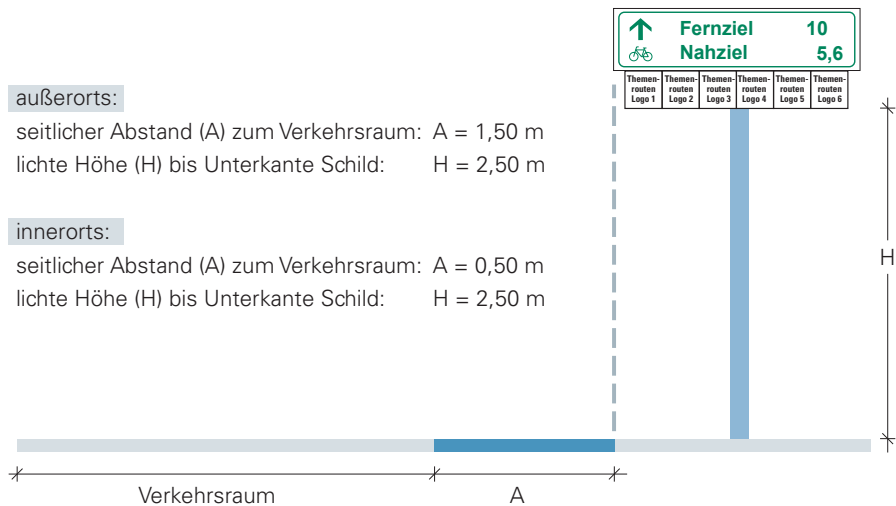 Fernziel 10
Nahziel 5,6
Themen-routen Logo 1
Themen-routen Logo 2
Themen-routen Logo 3
Themen-routen Logo 4
Themen-routen Logo 5
Themen-routen Logo 6
außerorts:
seitlicher Abstand (A) zum Verkehrsraum: A = 1,50 m
lichte Höhe (H) bis Unterkante Schild: H = 2,50 m
innerorts:
seitlicher Abstand (A) zum Verkehrsraum: A = 0,50 m
lichte Höhe (H) bis Unterkante Schild: H = 2,50 m
H
Verkehrsraum
A